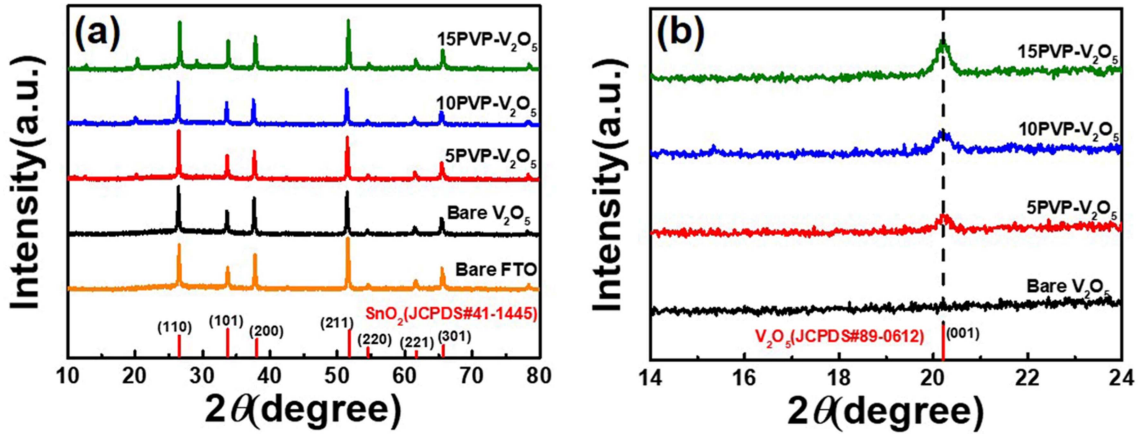 (a)
15PVP-V₂O₅
10PVP-V₂O₅
5PVP-V₂O₅
Bare V₂O₅
Bare FTO
SnO₂(JCPDS#41-1445)
(110) (101) (200) (211) (220) (221) (301)
10 20 30 40 50 60 70 80
2θ(degree)
Intensity(a.u.)
(b)
15PVP-V₂O₅
10PVP-V₂O₅
5PVP-V₂O₅
Bare V₂O₅
V₂O₅(JCPDS#89-0612) (001)
14 16 18 20 22 24
2θ(degree)
Intensity(a.u.)